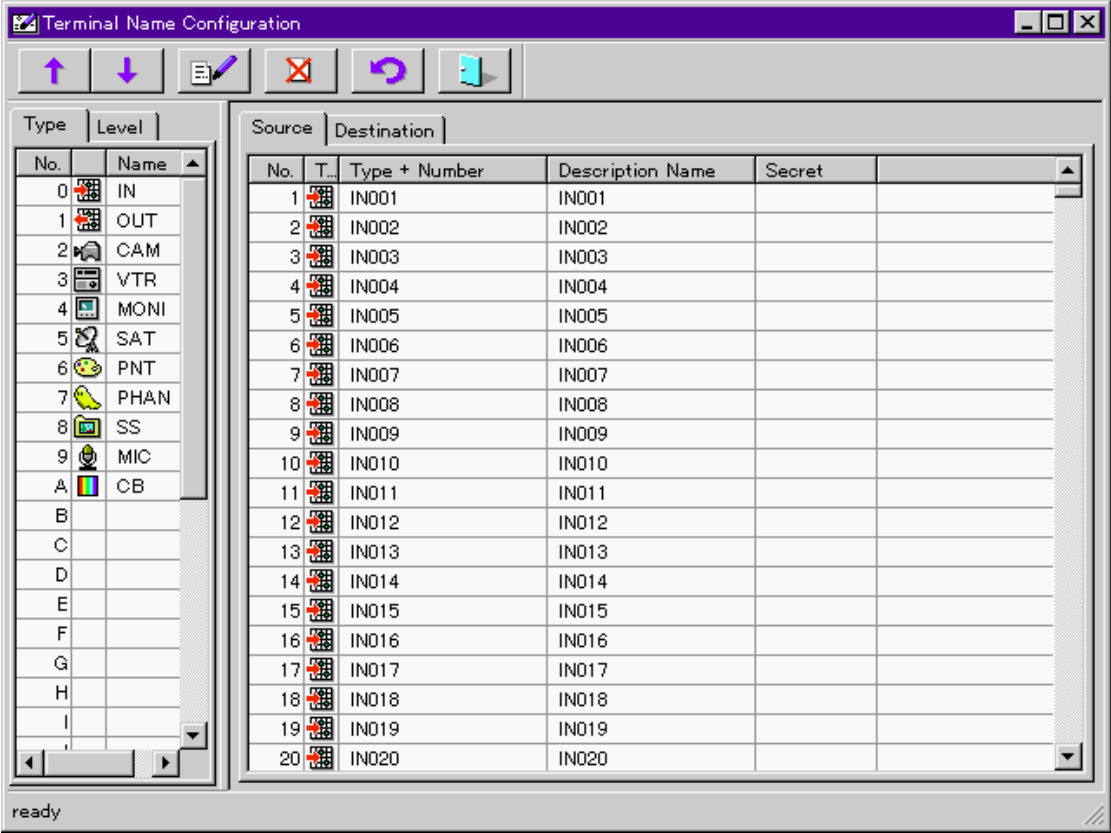 Terminal Name Configuration
Type Level
No. Name
0 IN
1 OUT
2 CAM
3 VTR
4 MONI
5 SAT
6 PNT
7 PHAN
8 SS
9 MIC
A CB
B
C
D
E
F
G
H
I
Source Destination
No. T... Type + Number Description Name Secret
1 IN001 IN001
2 IN002 IN002
3 IN003 IN003
4 IN004 IN004
5 IN005 IN005
6 IN006 IN006
7 IN007 IN007
8 IN008 IN008
9 IN009 IN009
10 IN010 IN010
11 IN011 IN011
12 IN012 IN012
13 IN013 IN013
14 IN014 IN014
15 IN015 IN015
16 IN016 IN016
17 IN017 IN017
18 IN018 IN018
19 IN019 IN019
20 IN020 IN020
ready